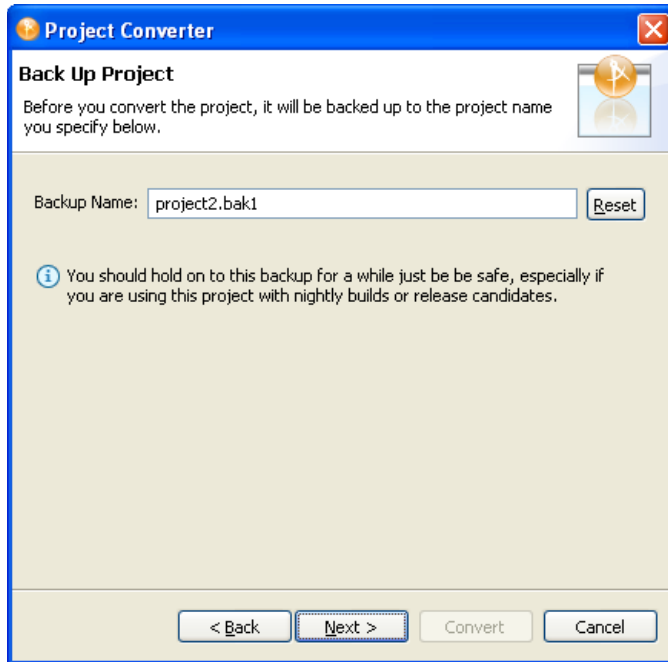 Project Converter
Back Up Project
Before you convert the project, it will be backed up to the project name
you specify below.
Backup Name: project2.bak1 Reset
You should hold on to this backup for a while just be be safe, especially if
you are using this project with nightly builds or release candidates.
< Back Next > Convert Cancel